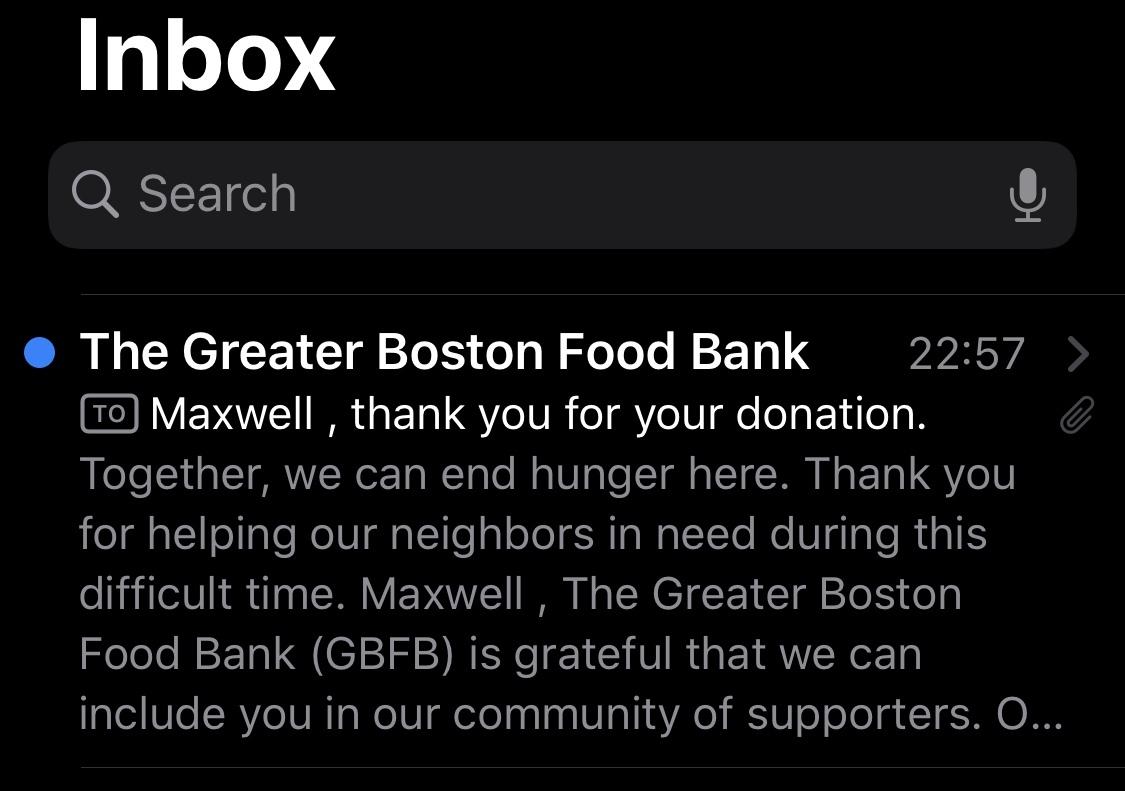 Inbox
Search
The Greater Boston Food Bank 22:57
TO Maxwell , thank you for your donation.
Together, we can end hunger here. Thank you
for helping our neighbors in need during this
difficult time. Maxwell , The Greater Boston
Food Bank (GBFB) is grateful that we can
include you in our community of supporters. O...